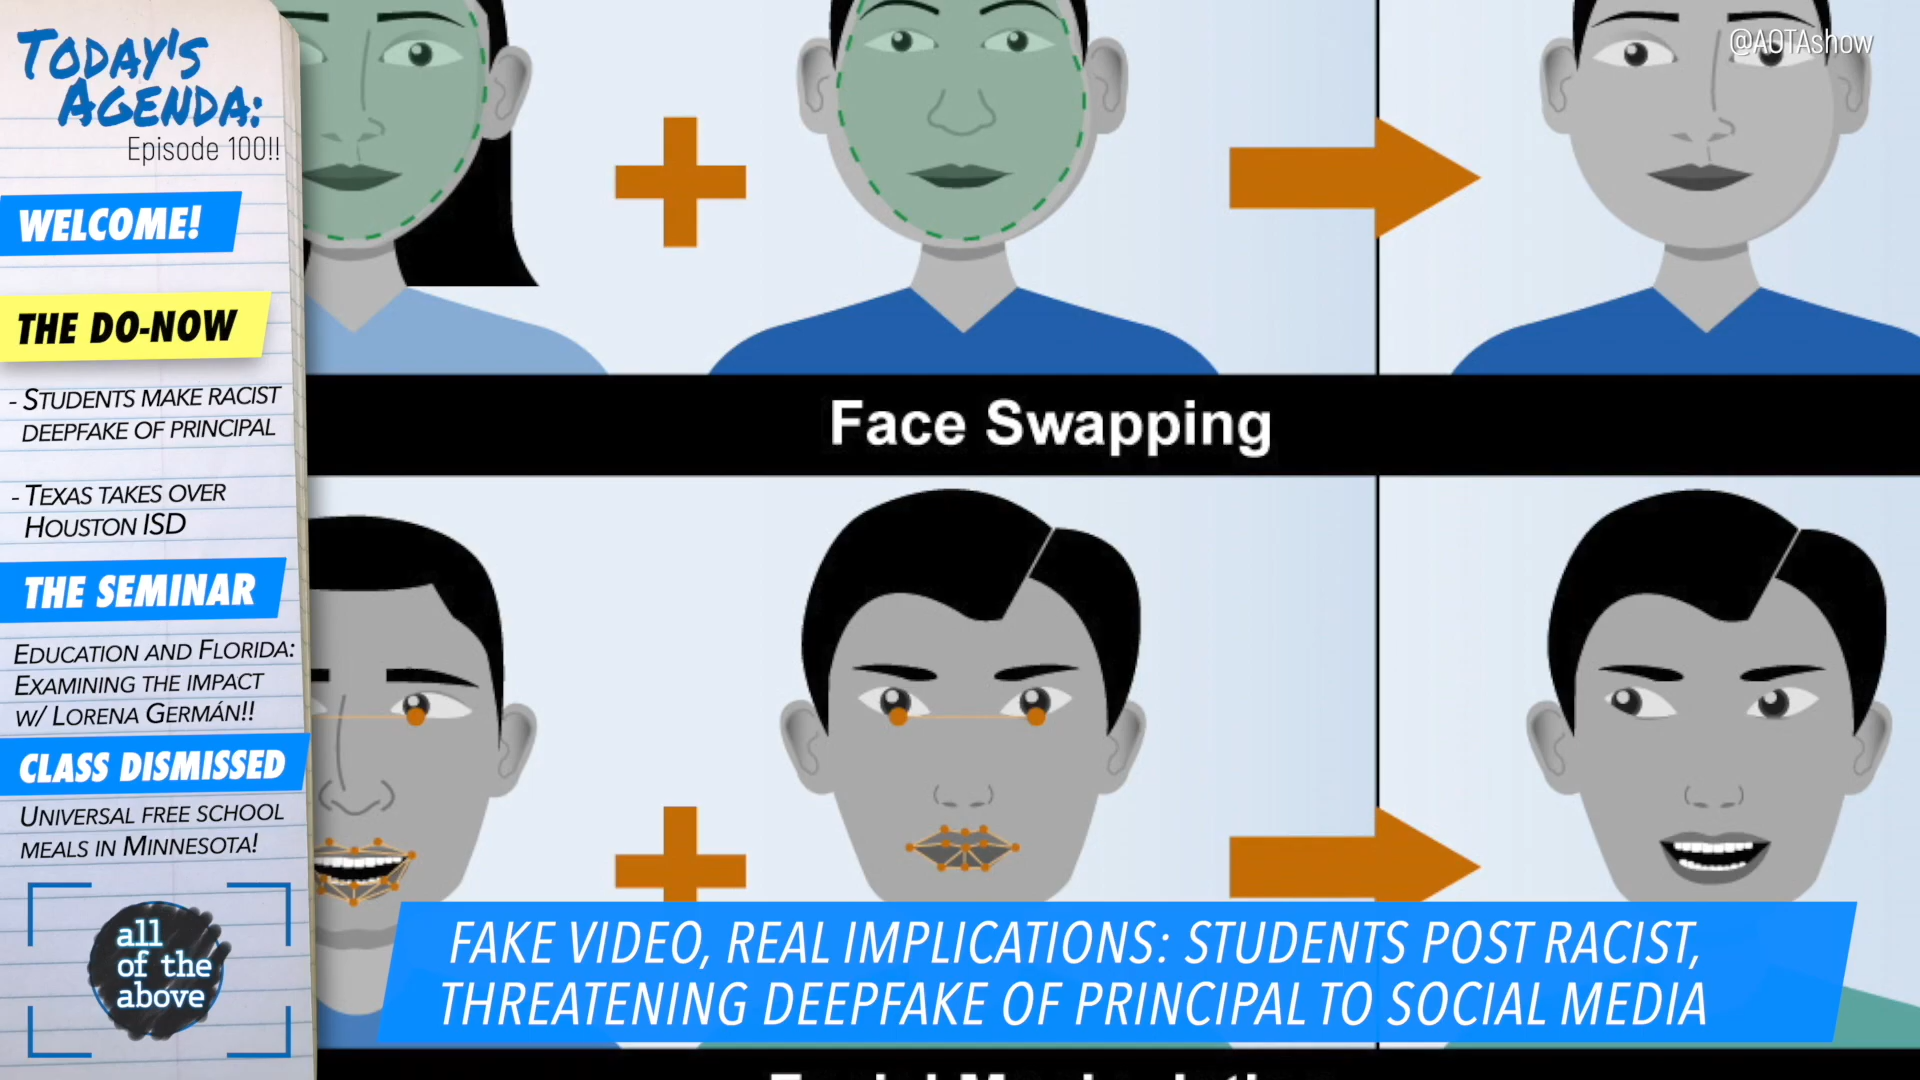 TODAY'S
AGENDA:
Episode 100!!
WELCOME!
THE DO-NOW
- STUDENTS MAKE RACIST
DEEPFAKE OF PRINCIPAL
- TEXAS TAKES OVER
HOUSTON ISD
THE SEMINAR
EDUCATION AND FLORIDA:
EXAMINING THE IMPACT
W/ LORENA GERMÁN!!
CLASS DISMISSED
UNIVERSAL FREE SCHOOL
MEALS IN MINNESOTA!
all
of the
above
@AOTAshow
Face Swapping
FAKE VIDEO, REAL IMPLICATIONS: STUDENTS POST RACIST,
THREATENING DEEPFAKE OF PRINCIPAL TO SOCIAL MEDIA